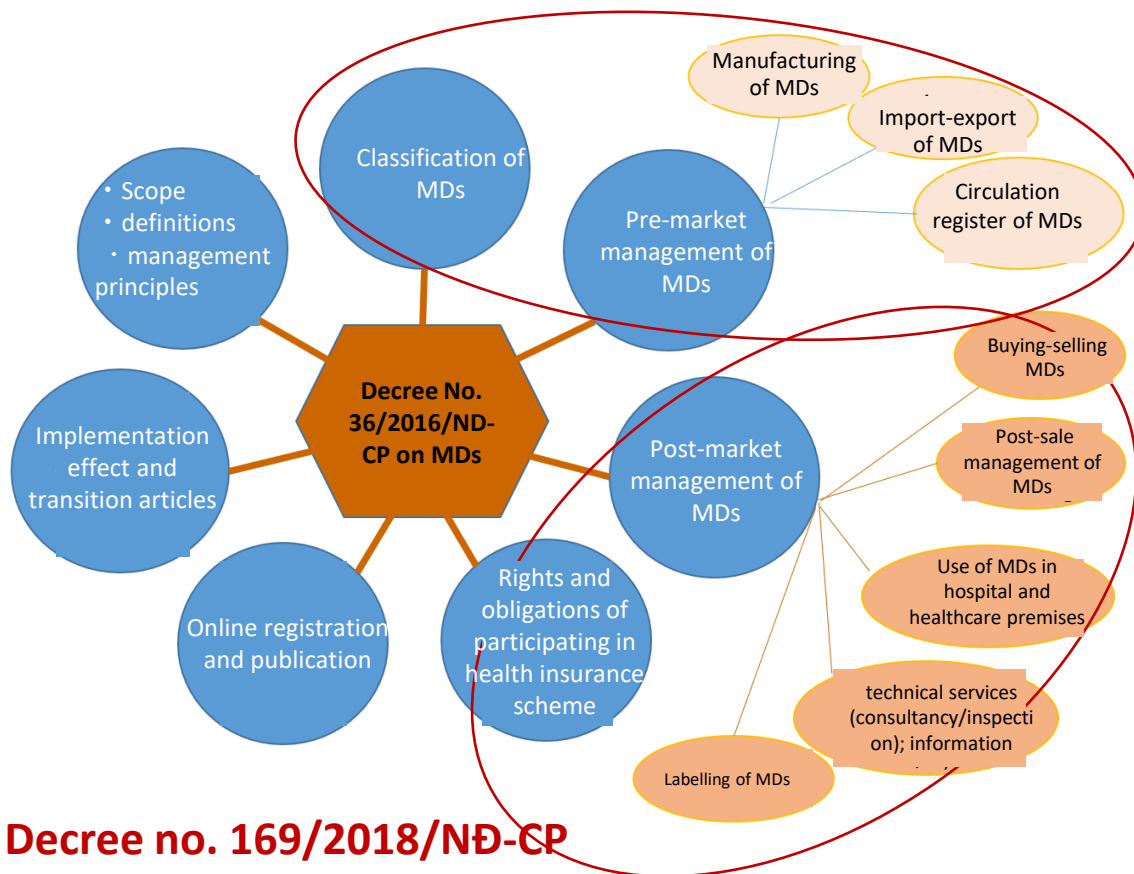 Manufacturing
of MDs
Import-export
of MDs
Circulation
register of MDs
Classification of
MDs
Pre-market
management of
MDs
• Scope
• definitions
• management
principles
Decree No.
36/2016/NĐ-
CP on MDs
Implementation
effect and
transition articles
Online registration
and publication
Rights and
obligations of
participating in
health insurance
scheme
Post-market
management of
MDs
Buying-selling
MDs
Post-sale
management of
MDs
Use of MDs in
hospital and
healthcare premises
technical services
(consultancy/inspecti
on); information
Labelling of MDs
Decree no. 169/2018/NĐ-CP